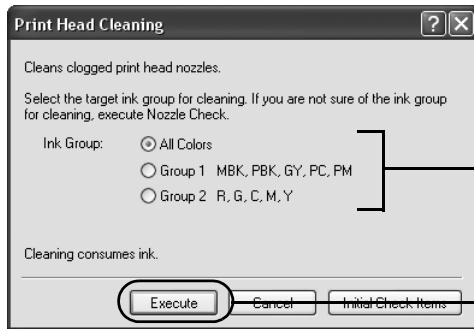 Print Head Cleaning
Cleans clogged print head nozzles.
Select the target ink group for cleaning. If you are not sure of the ink group
for cleaning, execute Nozzle Check.
Ink Group: All Colors
Group 1 MBK, PBK, GY, PC, PM
Group 2 R, G, C, M, Y
Cleaning consumes ink.
Execute Cancel Initial Check Items